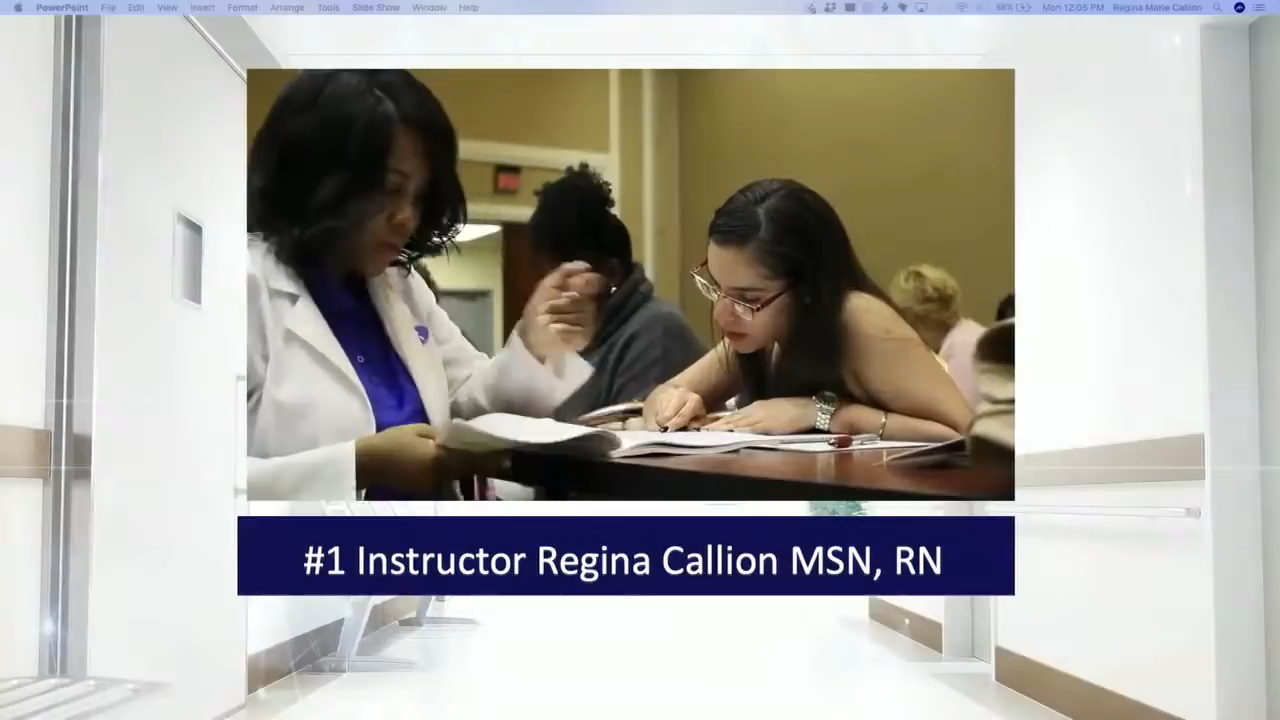 PowerPoint File Edit View Insert Format Arrange Tools Slide Show Window Help 86% Mon 12:05 PM Regina Marie Callion
#1 Instructor Regina Callion MSN, RN